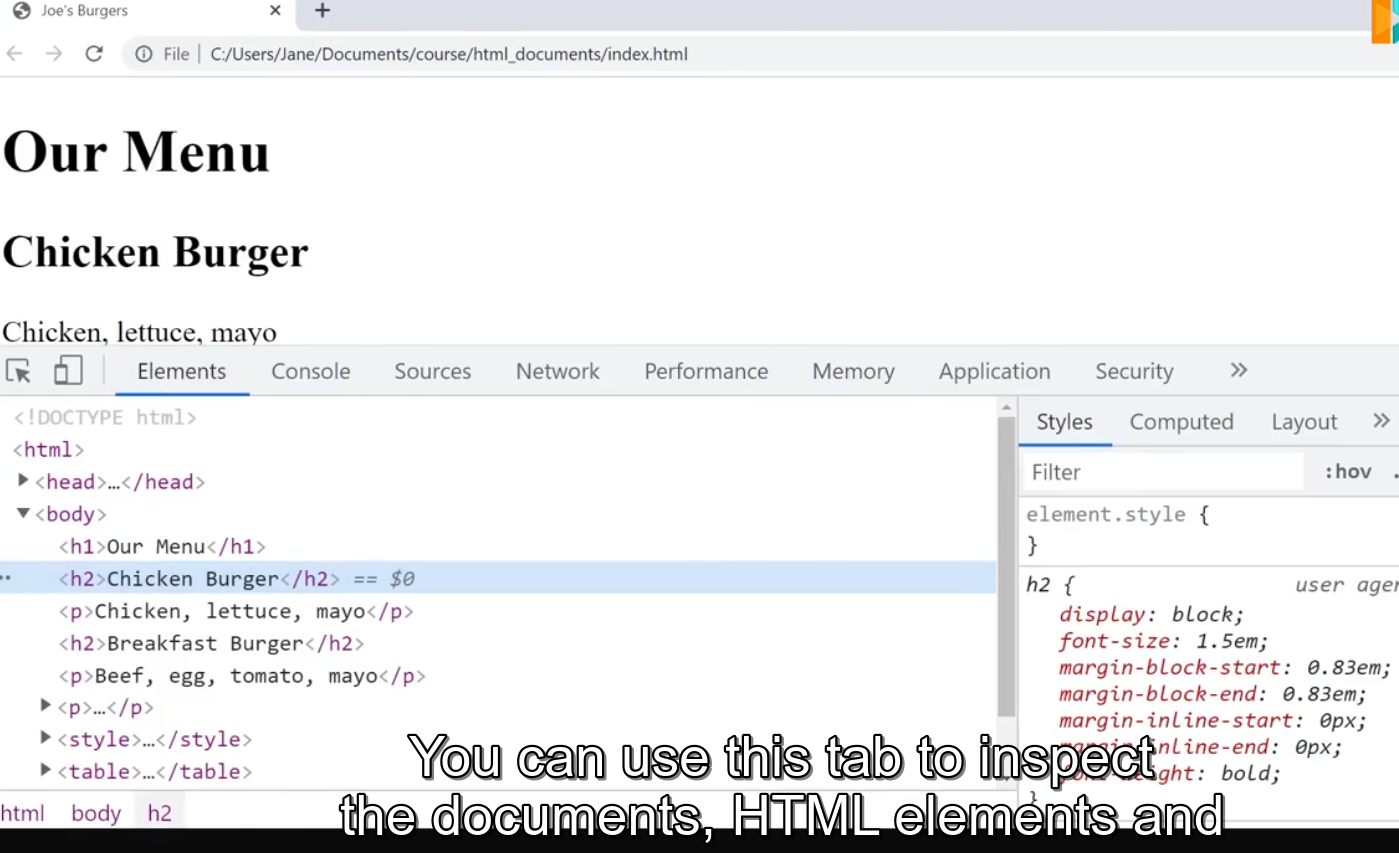 Joe's Burgers
File | C:/Users/Jane/Documents/course/html_documents/index.html
Our Menu
Chicken Burger
Chicken, lettuce, mayo
Elements Console Sources Network Performance Memory Application Security
<!DOCTYPE html>
<html>
<head>…</head>
<body>
<h1>Our Menu</h1>
<h2>Chicken Burger</h2> == $0
<p>Chicken, lettuce, mayo</p>
<h2>Breakfast Burger</h2>
<p>Beef, egg, tomato, mayo</p>
<p>…</p>
<style>…</style>
<table>…</table>
html body h2
Styles Computed Layout
Filter :hov
element.style {
}
h2 { user
display: block;
font-size: 1.5em;
margin-block-start: 0.83em;
margin-block-end: 0.83em;
margin-inline-start: 0px;
margin-inline-end: 0px;
font-weight: bold;
}
You can use this tab to inspect
the documents, HTML elements and